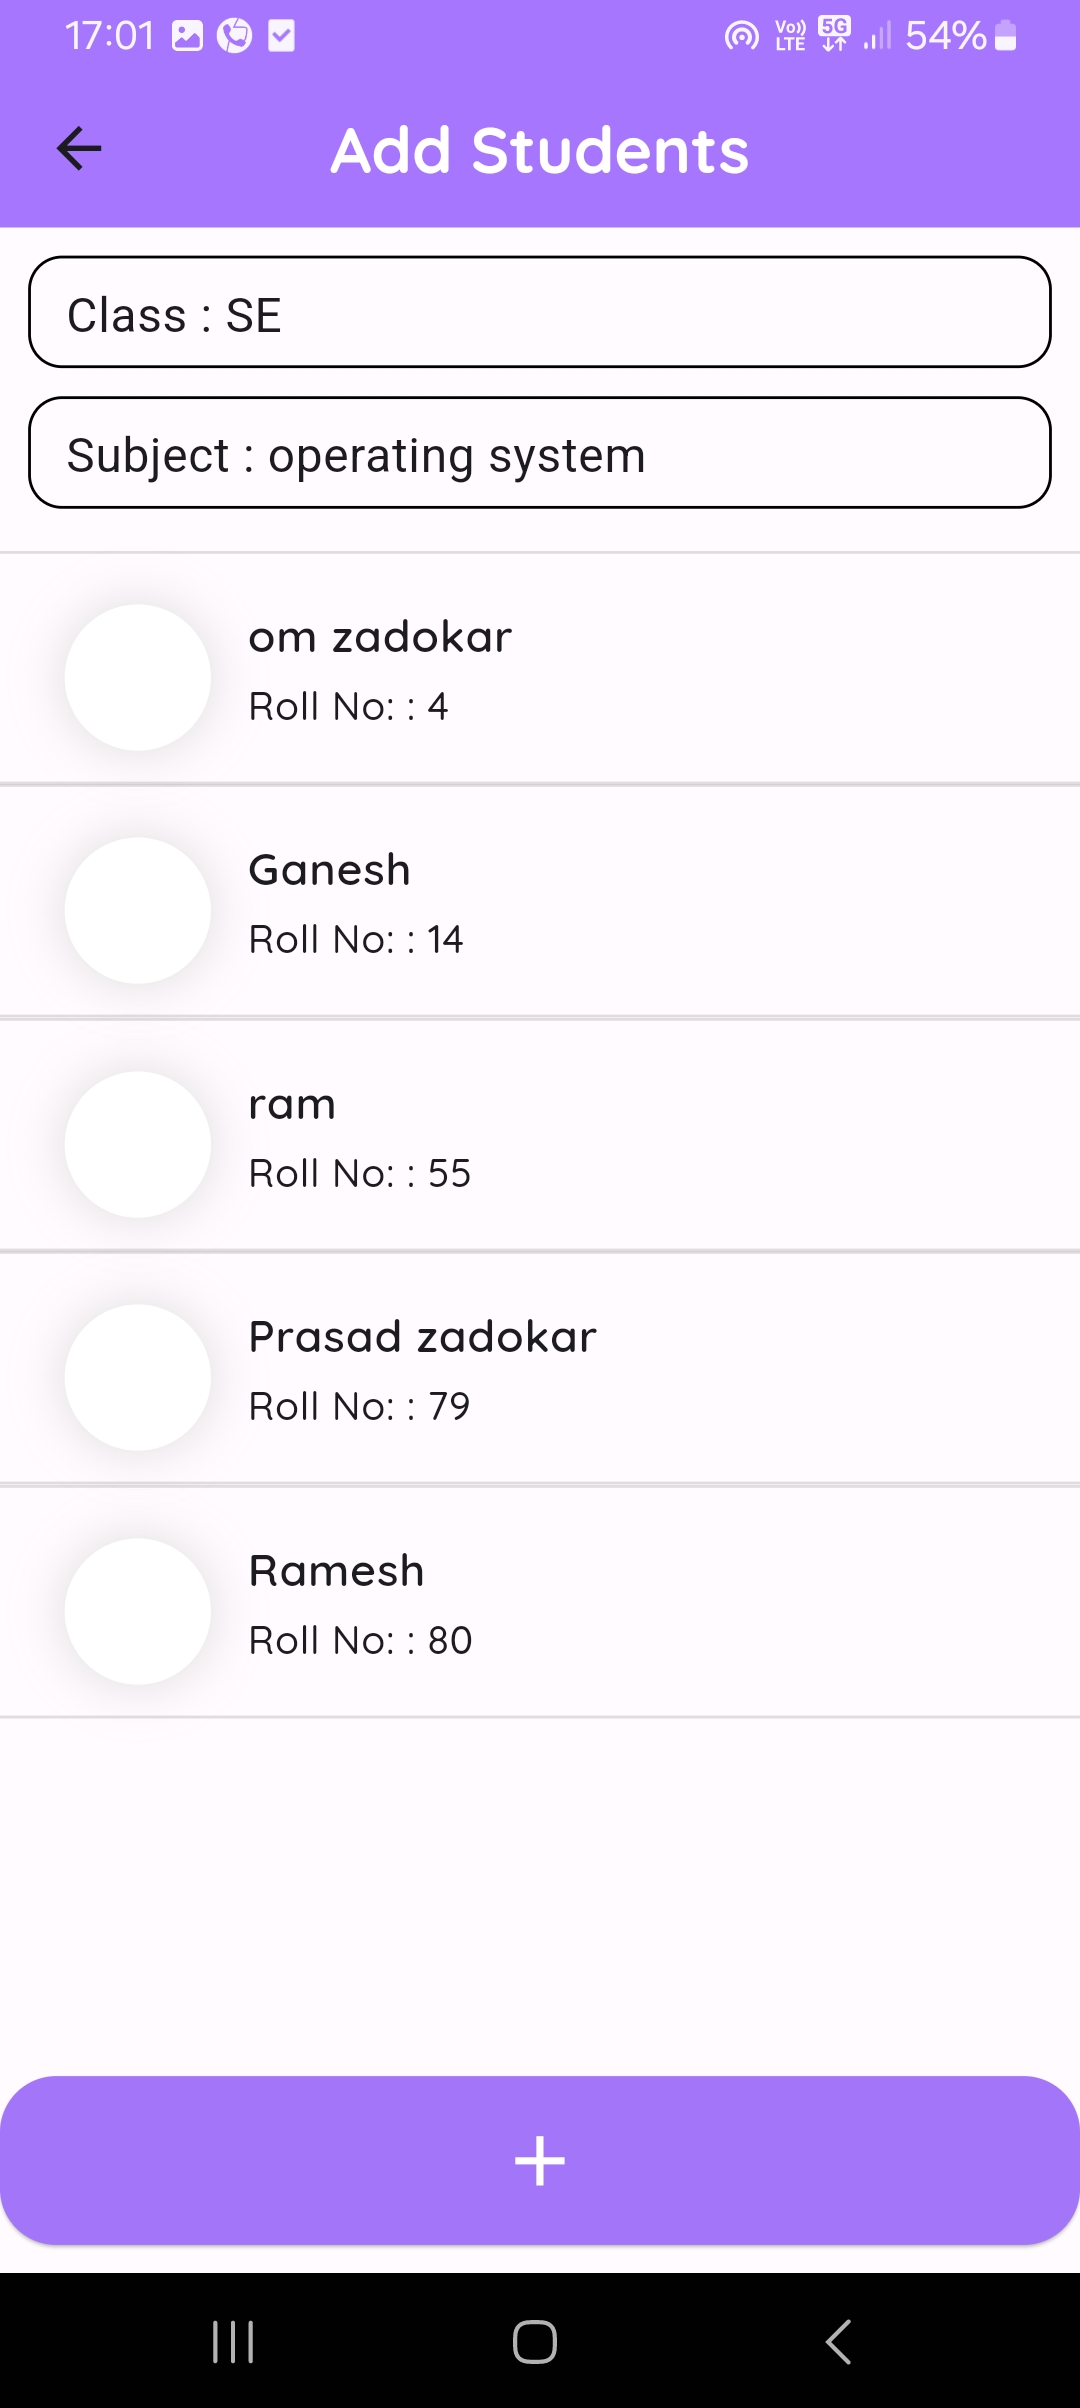 17:01 Vo)) LTE 5G 54%
Add Students
Class : SE
Subject : operating system
om zadokar
Roll No: : 4
Ganesh
Roll No: : 14
ram
Roll No: : 55
Prasad zadokar
Roll No: : 79
Ramesh
Roll No: : 80